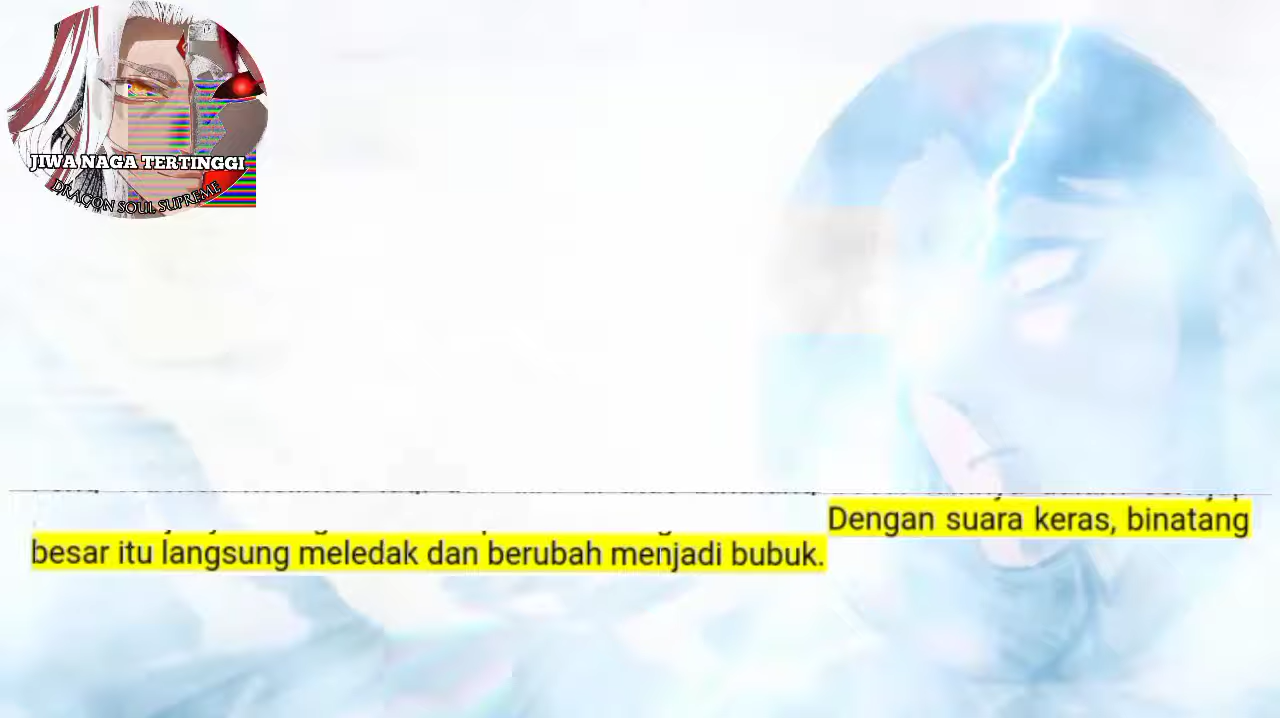 JIWA NAGA TERTINGGI
DRAGON SOUL SUPREME
Dengan suara keras, binatang
besar itu langsung meledak dan berubah menjadi bubuk.